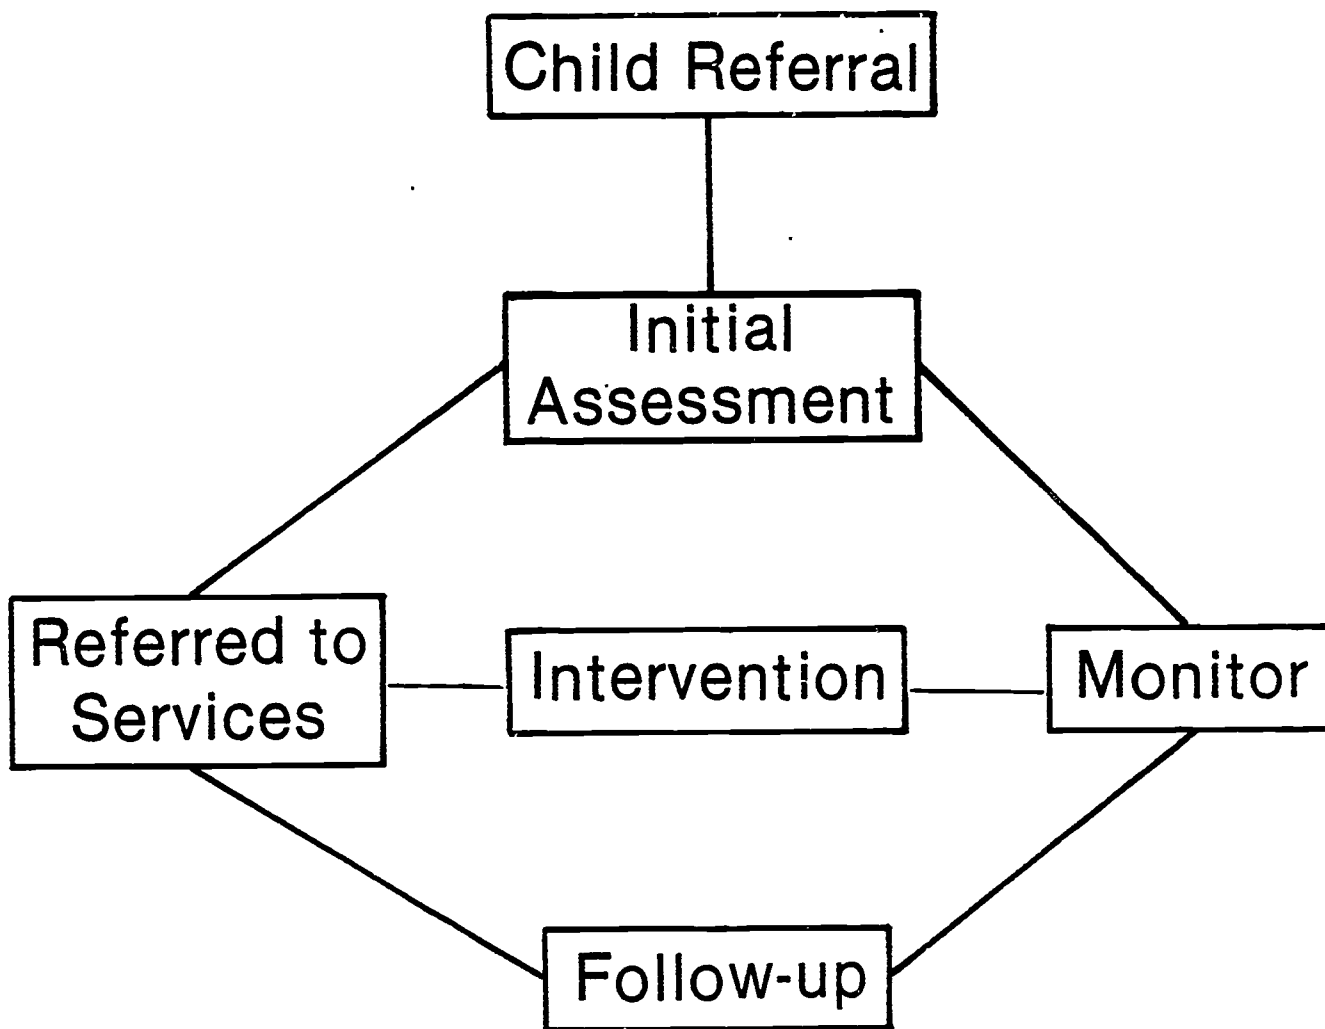 Child Referral
Initial
Assessment
Referred to
Services
Intervention
Monitor
Follow-up